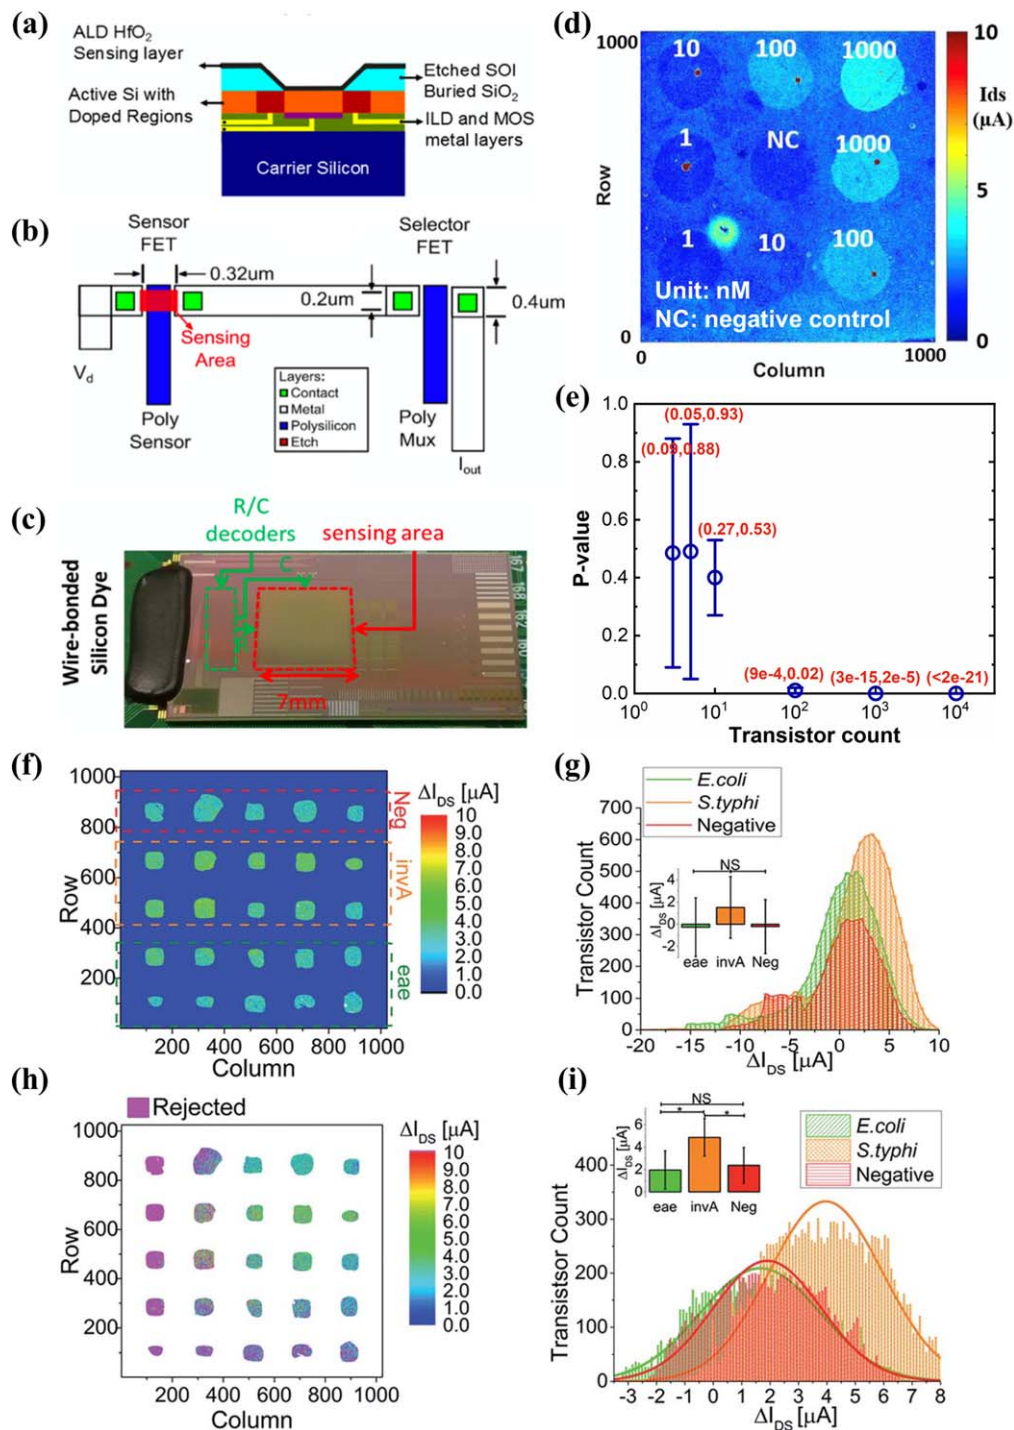 (a)
ALD HfO2
Sensing layer
Active Si with
Doped Regions
Etched SOI
Buried SiO2
ILD and MOS
metal layers
Carrier Silicon
(b)
Sensor
FET
Selector
FET
0.32um
0.2um
0.4um
Sensing
Area
Vd
Poly
Sensor
Layers:
Contact
Metal
Polysilicon
Etch
Poly
Mux
Iout
(c)
R/C
decoders
sensing area
C
Wire-bonded
Silicon Dye
7mm
167 168
162
(d)
1000
Row
0
0
Column
1000
10
100
1000
1
NC
1000
1
10
100
Unit: nM
NC: negative control
10
Ids
(μA)
5
0
(e)
P-value
1.0
0.8
0.6
0.4
0.2
0.0
(0.05,0.93)
(0.09,0.88)
(0.27,0.53)
(9e-4,0.02)
(3e-15,2e-5)
(<2e-21)
10^0
10^1
10^2
10^3
10^4
Transistor count
(f)
Row
1000
800
600
400
200
Neg
invA
eae
200 400 600 800 1000
Column
ΔIDS [μA]
10
9.0
8.0
7.0
6.0
5.0
4.0
3.0
2.0
1.0
0.0
(g)
E.coli
S.typhi
Negative
Transistor Count
700
600
500
400
300
200
100
0
NS
ΔIDS [μA]
4
2
0
-2
eae invA Neg
-20 -15 -10 -5 0 5 10
ΔIDS [μA]
(h)
Rejected
Row
1000
800
600
400
200
200 400 600 800 1000
Column
ΔIDS [μA]
10
9.0
8.0
7.0
6.0
5.0
4.0
3.0
2.0
1.0
0.0
(i)
NS
*
*
ΔIDS [μA]
6
4
2
0
eae invA Neg
E.coli
S.typhi
Negative
Transistsor Count
400
300
200
100
0
-3 -2 -1 0 1 2 3 4 5 6 7 8
ΔIDS [μA]